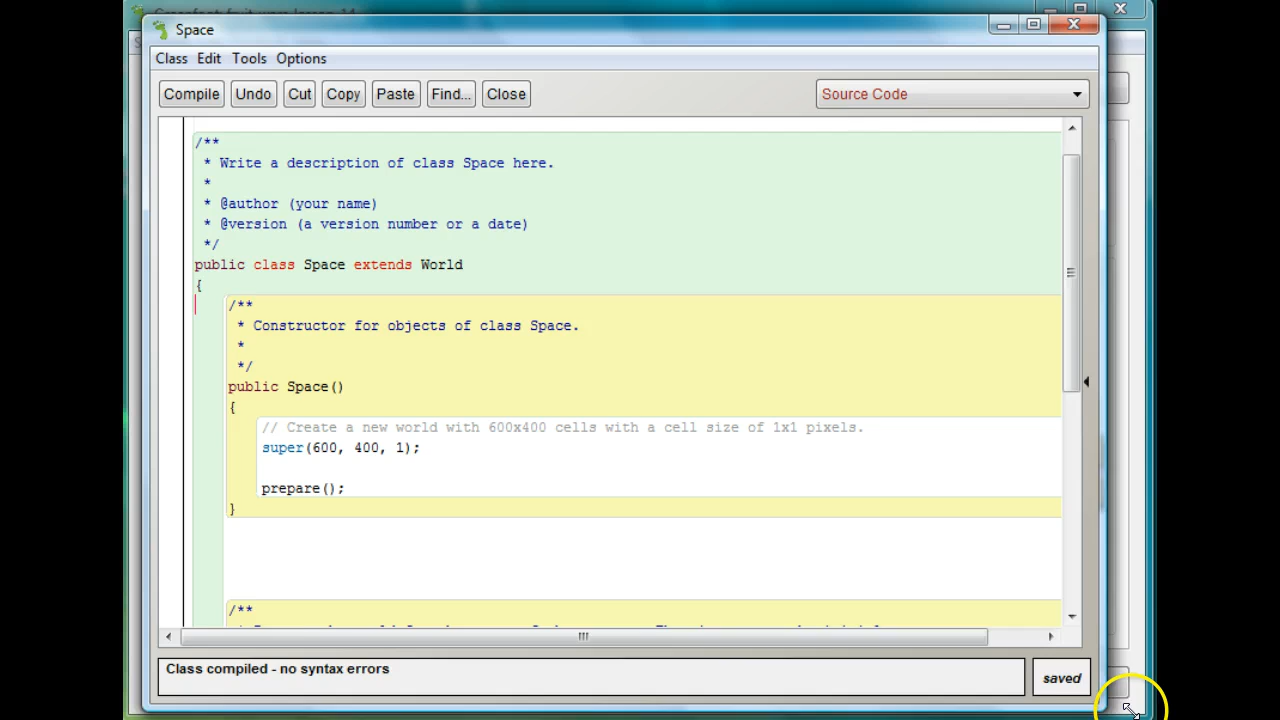 Space
Class Edit Tools Options
Compile Undo Cut Copy Paste Find... Close Source Code
/**
* Write a description of class Space here.
*
* @author (your name)
* @version (a version number or a date)
*/
public class Space extends World
{
/**
* Constructor for objects of class Space.
*
*/
public Space()
{
// Create a new world with 600x400 cells with a cell size of 1x1 pixels.
super(600, 400, 1);
prepare();
}
/**
Class compiled - no syntax errors
saved